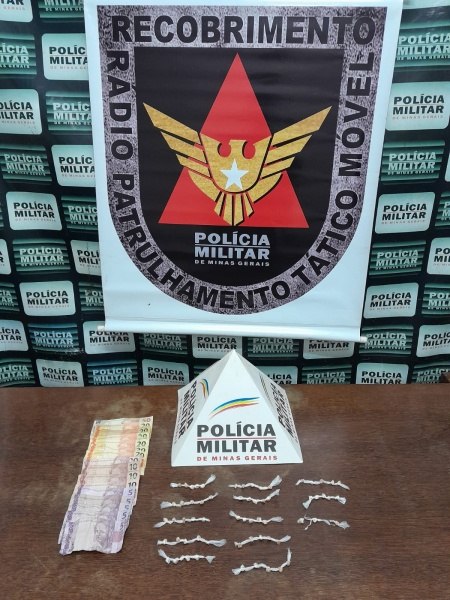 RECOBRIMENTO
RÁDIO PATRULHAMENTO TÁTICO MÓVEL
POLÍCIA
MILITAR
DE MINAS GERAIS
POLÍCIA
MILITAR
DE MINAS GERAIS
POLÍCIA
MILITAR
DE MINAS GERAIS